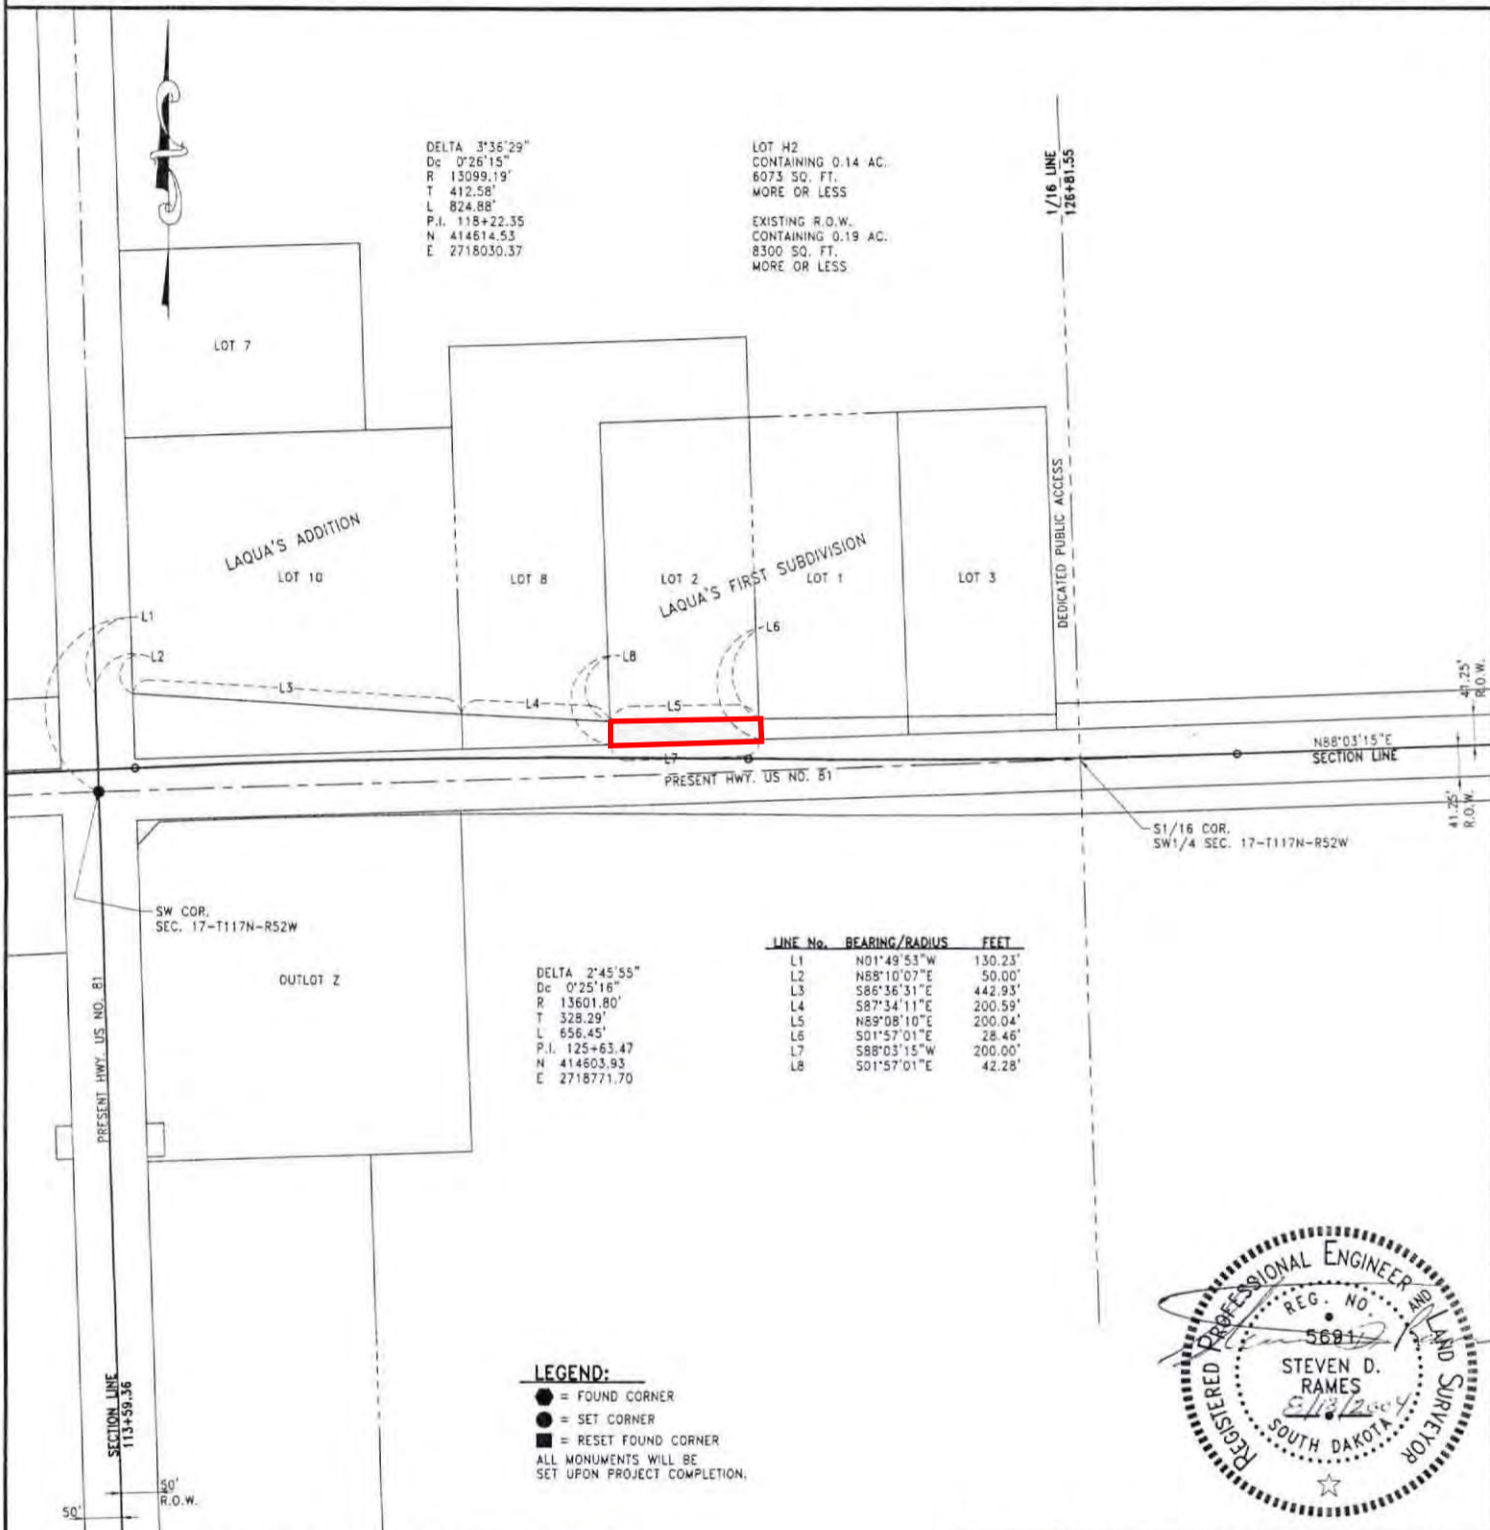 DELTA 3°36'29"
Dc 0°26'15"
R 13099.19'
T 412.58'
L 824.88'
P.I. 118+22.35
N 414614.53
E 2718030.37
LOT H2
CONTAINING 0.14 AC.
6073 SQ. FT.
MORE OR LESS
EXISTING R.O.W.
CONTAINING 0.19 AC.
8300 SQ. FT.
MORE OR LESS
1/16 LINE
126+81.55
LOT 7
LAQUA'S ADDITION
LOT 10
LOT 8
LOT 2
LAQUA'S FIRST SUBDIVISION
LOT 1
LOT 3
DEDICATED PUBLIC ACCESS
L1
L2
L3
L4
L8
L5
L6
L7
PRESENT HWY. US NO. 81
41.25'
R.O.W.
N88°03'15"E
SECTION LINE
41.25'
R.O.W.
S1/16 COR.
SW1/4 SEC. 17-T117N-R52W
SW COR.
SEC. 17-T117N-R52W
OUTLOT Z
PRESENT HWY. US NO. 81
DELTA 2°45'55"
Dc 0°25'16"
R 13601.80'
T 328.29'
L 656.45'
P.I. 125+63.47
N 414603.93
E 2718771.70
LINE No. BEARING/RADIUS FEET
L1 N01°49'53"W 130.23'
L2 N88°10'07"E 50.00'
L3 S86°36'31"E 442.93'
L4 S87°34'11"E 200.59'
L5 N89°08'10"E 200.04'
L6 S01°57'01"E 28.46'
L7 S88°03'15"W 200.00'
L8 S01°57'01"E 42.28'
SECTION LINE
113+59.36
50'
R.O.W.
50'
LEGEND:
= FOUND CORNER
= SET CORNER
= RESET FOUND CORNER
ALL MONUMENTS WILL BE
SET UPON PROJECT COMPLETION.
REGISTERED PROFESSIONAL ENGINEER AND LAND SURVEYOR
REG. NO.
5691
STEVEN D.
RAMES
8/13/2004
SOUTH DAKOTA